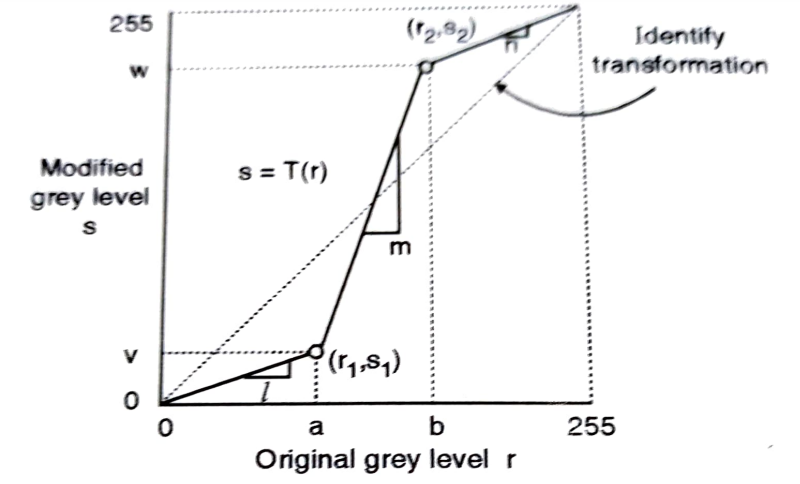 255
(r₂,s₂)
n
Identify
transformation
w
Modified
grey level
s
s = T(r)
m
v
(r₁,s₁)
l
0
0
a
b
255
Original grey level r